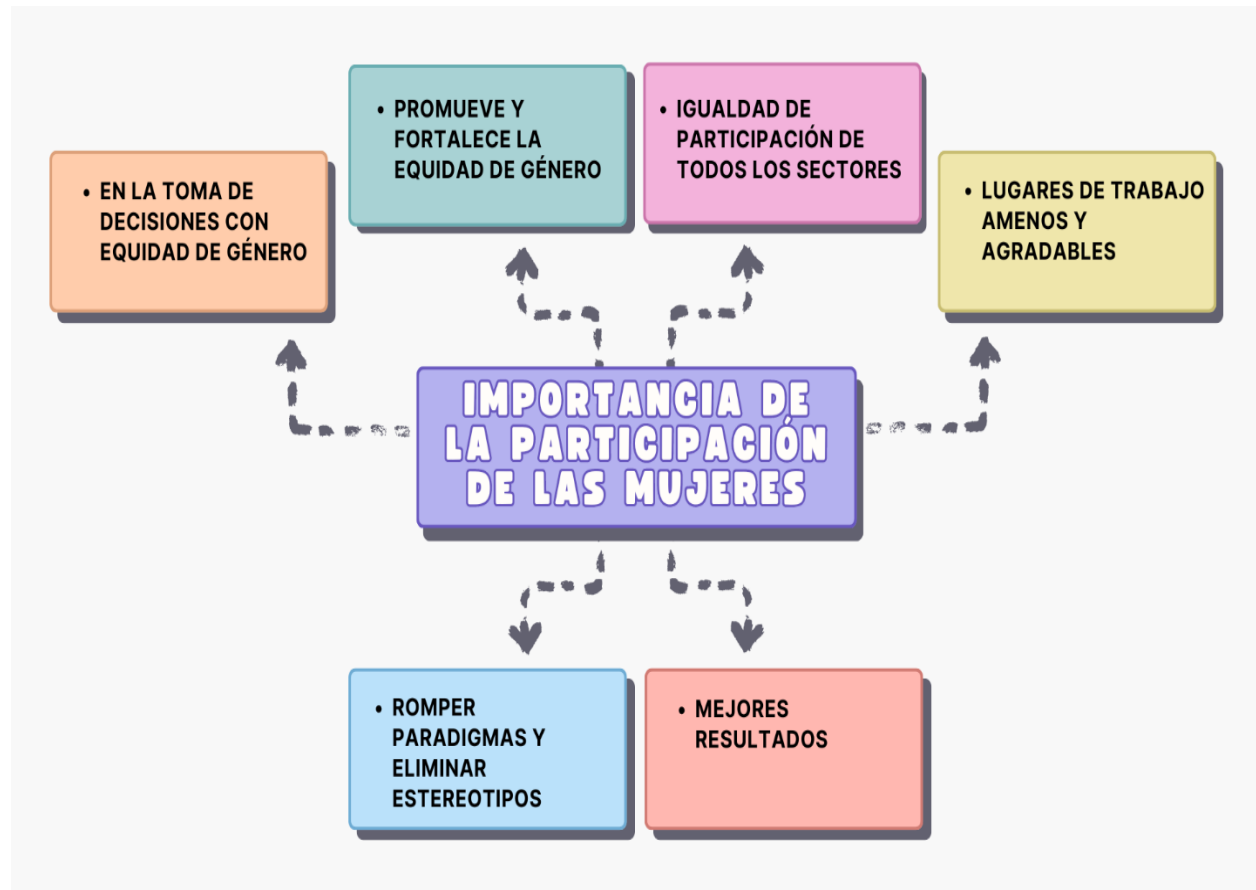 • PROMUEVE Y
FORTALECE LA
EQUIDAD DE GÉNERO
• IGUALDAD DE
PARTICIPACIÓN DE
TODOS LOS SECTORES
• EN LA TOMA DE
DECISIONES CON
EQUIDAD DE GÉNERO
• LUGARES DE TRABAJO
AMENOS Y
AGRADABLES
IMPORTANCIA DE
LA PARTICIPACIÓN
DE LAS MUJERES
• ROMPER
PARADIGMAS Y
ELIMINAR
ESTEREOTIPOS
• MEJORES
RESULTADOS